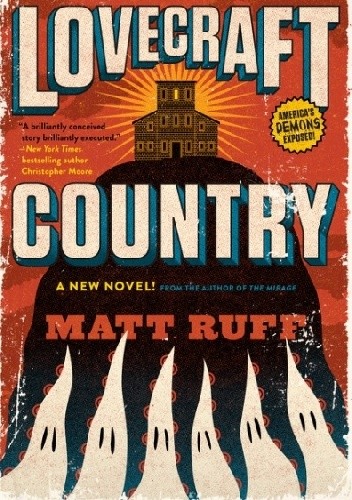 LOVECRAFT
"A brilliantly conceived
story brilliantly executed."
—New York Times
bestselling author
Christopher Moore
AMERICA'S
DEMONS
EXPOSED!
COUNTRY
A NEW NOVEL! FROM THE AUTHOR OF THE MIRAGE
MATT RUFF